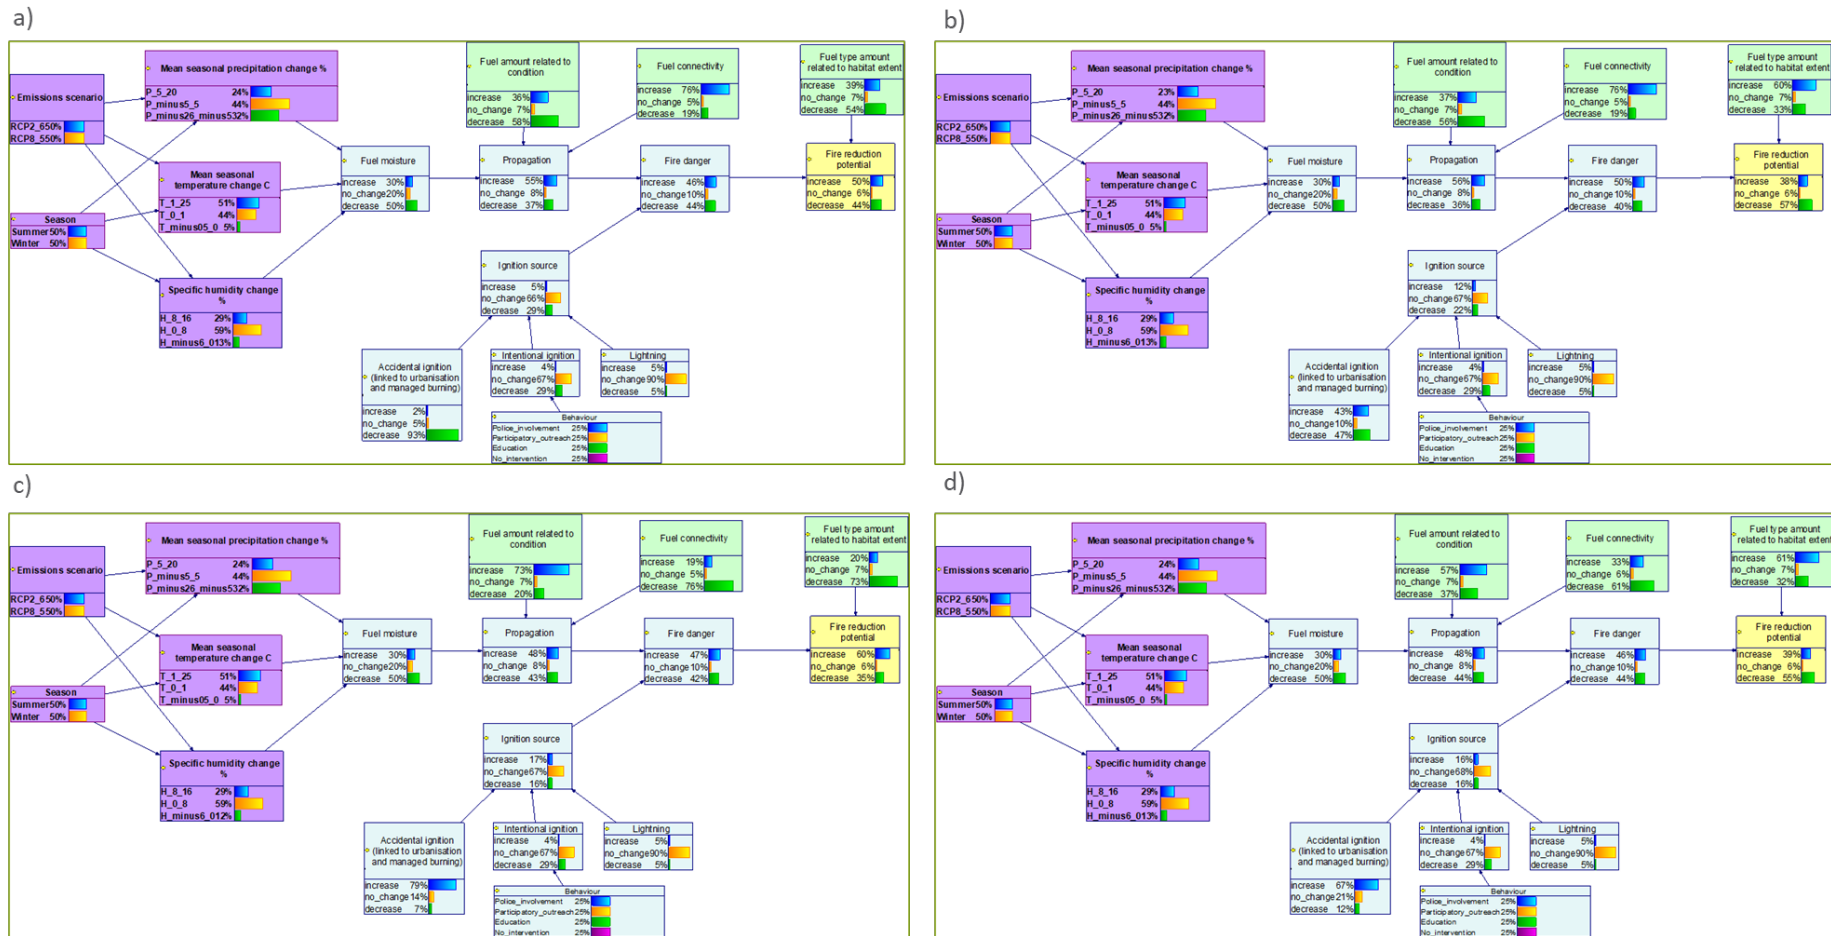 a)
Emissions scenario
RCP2_650%
RCP8_550%
Season
Summer50%
Winter 50%
Mean seasonal precipitation change %
P_5_20 24%
P_minus5_5 44%
P_minus26_minus532%
Mean seasonal
temperature change C
T_1_25 51%
T_0_1 44%
T_minus05_0 5%
Specific humidity change
%
H_8_16 29%
H_0_8 59%
H_minus6_013%
Fuel moisture
increase 30%
no_change20%
decrease 50%
Fuel amount related to
condition
increase 36%
no_change 7%
decrease 58%
Fuel connectivity
increase 76%
no_change 5%
decrease 19%
Fuel type amount
related to habitat extent
increase 39%
no_change 7%
decrease 54%
Propagation
increase 55%
no_change 8%
decrease 37%
Fire danger
increase 46%
no_change10%
decrease 44%
Fire reduction
potential
increase 50%
no_change 6%
decrease 44%
Ignition source
increase 5%
no_change66%
decrease 29%
Accidental ignition
(linked to urbanisation
and managed burning)
increase 2%
no_change 5%
decrease 93%
Intentional ignition
increase 4%
no_change67%
decrease 29%
Lightning
increase 5%
no_change90%
decrease 5%
Behaviour
Police_involvement 25%
Participatory_outreach25%
Education 25%
No_intervention 25%
b)
Emissions scenario
RCP2_650%
RCP8_550%
Season
Summer50%
Winter 50%
Mean seasonal precipitation change %
P_5_20 23%
P_minus5_5 44%
P_minus26_minus532%
Mean seasonal
temperature change C
T_1_25 51%
T_0_1 44%
T_minus05_0 5%
Specific humidity change
%
H_8_16 29%
H_0_8 59%
H_minus6_013%
Fuel moisture
increase 30%
no_change20%
decrease 50%
Fuel amount related to
condition
increase 37%
no_change 7%
decrease 56%
Fuel connectivity
increase 76%
no_change 5%
decrease 19%
Fuel type amount
related to habitat extent
increase 60%
no_change 7%
decrease 33%
Propagation
increase 56%
no_change 8%
decrease 36%
Fire danger
increase 50%
no_change10%
decrease 40%
Fire reduction
potential
increase 38%
no_change 6%
decrease 57%
Ignition source
increase 12%
no_change67%
decrease 22%
Accidental ignition
(linked to urbanisation
and managed burning)
increase 43%
no_change10%
decrease 47%
Intentional ignition
increase 4%
no_change67%
decrease 29%
Lightning
increase 5%
no_change90%
decrease 5%
Behaviour
Police_involvement 25%
Participatory_outreach25%
Education 25%
No_intervention 25%
c)
Emissions scenario
RCP2_650%
RCP8_550%
Season
Summer50%
Winter 50%
Mean seasonal precipitation change %
P_5_20 24%
P_minus5_5 44%
P_minus26_minus532%
Mean seasonal
temperature change C
T_1_25 51%
T_0_1 44%
T_minus05_0 5%
Specific humidity change
%
H_8_16 29%
H_0_8 59%
H_minus6_012%
Fuel moisture
increase 30%
no_change20%
decrease 50%
Fuel amount related to
condition
increase 73%
no_change 7%
decrease 20%
Fuel connectivity
increase 19%
no_change 5%
decrease 76%
Fuel type amount
related to habitat extent
increase 20%
no_change 7%
decrease 73%
Propagation
increase 48%
no_change 8%
decrease 43%
Fire danger
increase 47%
no_change10%
decrease 42%
Fire reduction
potential
increase 60%
no_change 6%
decrease 35%
Ignition source
increase 17%
no_change67%
decrease 16%
Accidental ignition
(linked to urbanisation
and managed burning)
increase 79%
no_change14%
decrease 7%
Intentional ignition
increase 4%
no_change67%
decrease 29%
Lightning
increase 5%
no_change90%
decrease 5%
Behaviour
Police_involvement 25%
Participatory_outreach25%
Education 25%
No_intervention 25%
d)
Emissions scenario
RCP2_650%
RCP8_550%
Season
Summer50%
Winter 50%
Mean seasonal precipitation change %
P_5_20 24%
P_minus5_5 44%
P_minus26_minus532%
Mean seasonal
temperature change C
T_1_25 51%
T_0_1 44%
T_minus05_0 5%
Specific humidity change
%
H_8_16 29%
H_0_8 59%
H_minus6_013%
Fuel moisture
increase 30%
no_change20%
decrease 50%
Fuel amount related to
condition
increase 57%
no_change 7%
decrease 37%
Fuel connectivity
increase 33%
no_change 6%
decrease 61%
Fuel type amount
related to habitat extent
increase 61%
no_change 7%
decrease 32%
Propagation
increase 48%
no_change 8%
decrease 44%
Fire danger
increase 46%
no_change10%
decrease 44%
Fire reduction
potential
increase 39%
no_change 6%
decrease 55%
Ignition source
increase 16%
no_change68%
decrease 16%
Accidental ignition
(linked to urbanisation
and managed burning)
increase 67%
no_change21%
decrease 12%
Intentional ignition
increase 4%
no_change67%
decrease 29%
Lightning
increase 5%
no_change90%
decrease 5%
Behaviour
Police_involvement 25%
Participatory_outreach25%
Education 25%
No_intervention 25%